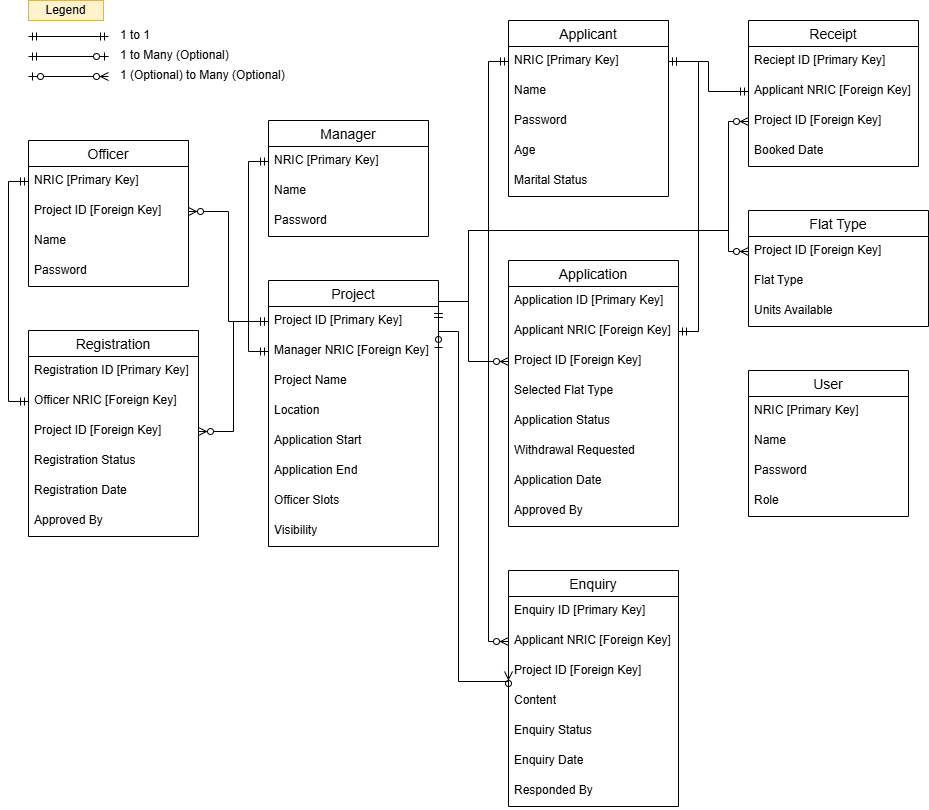 Legend
1 to 1
1 to Many (Optional)
1 (Optional) to Many (Optional)
Officer
NRIC [Primary Key]
Project ID [Foreign Key]
Name
Password
Registration
Registration ID [Primary Key]
Officer NRIC [Foreign Key]
Project ID [Foreign Key]
Registration Status
Registration Date
Approved By
Manager
NRIC [Primary Key]
Name
Password
Project
Project ID [Primary Key]
Manager NRIC [Foreign Key]
Project Name
Location
Application Start
Application End
Officer Slots
Visibility
Applicant
NRIC [Primary Key]
Name
Password
Age
Marital Status
Application
Application ID [Primary Key]
Applicant NRIC [Foreign Key]
Project ID [Foreign Key]
Selected Flat Type
Application Status
Withdrawal Requested
Application Date
Approved By
Enquiry
Enquiry ID [Primary Key]
Applicant NRIC [Foreign Key]
Project ID [Foreign Key]
Content
Enquiry Status
Enquiry Date
Responded By
Receipt
Reciept ID [Primary Key]
Applicant NRIC [Foreign Key]
Project ID [Foreign Key]
Booked Date
Flat Type
Project ID [Foreign Key]
Flat Type
Units Available
User
NRIC [Primary Key]
Name
Password
Role